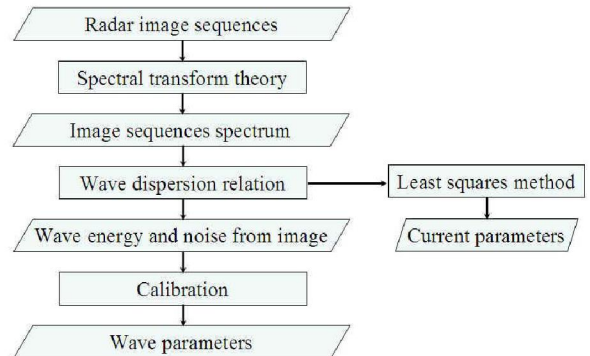 Radar image sequences
Spectral transform theory
Image sequences spectrum
Wave dispersion relation
Least squares method
Wave energy and noise from image
Current parameters
Calibration
Wave parameters